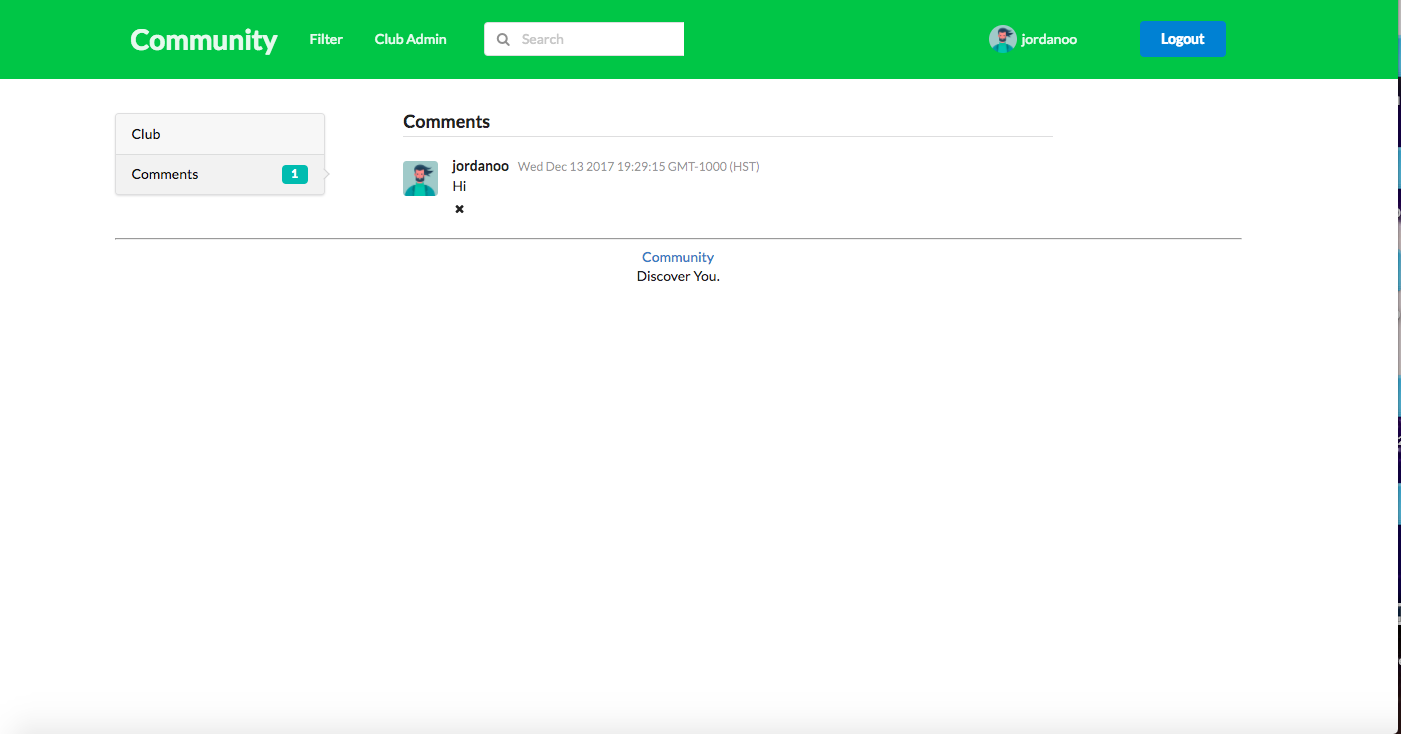 Community Filter Club Admin Search jordanoo Logout
Club
Comments 1
Comments
jordanoo Wed Dec 13 2017 19:29:15 GMT-1000 (HST)
Hi
Community
Discover You.